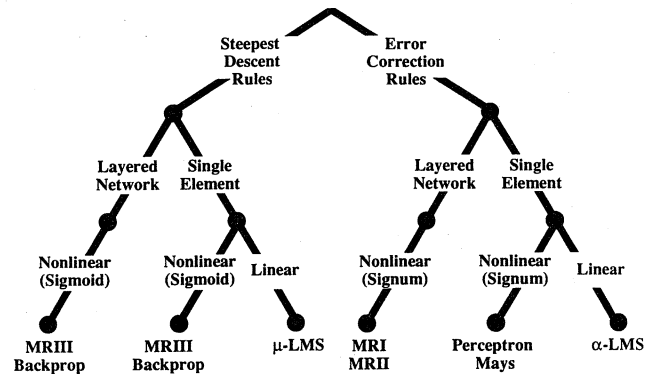 Steepest
Descent
Rules
Error
Correction
Rules
Layered
Network
Single
Element
Layered
Network
Single
Element
Nonlinear
(Sigmoid)
Nonlinear
(Sigmoid)
Linear
Nonlinear
(Signum)
Nonlinear
(Signum)
Linear
MRIII
Backprop
MRIII
Backprop
μ-LMS
MRI
MRII
Perceptron
Mays
α-LMS